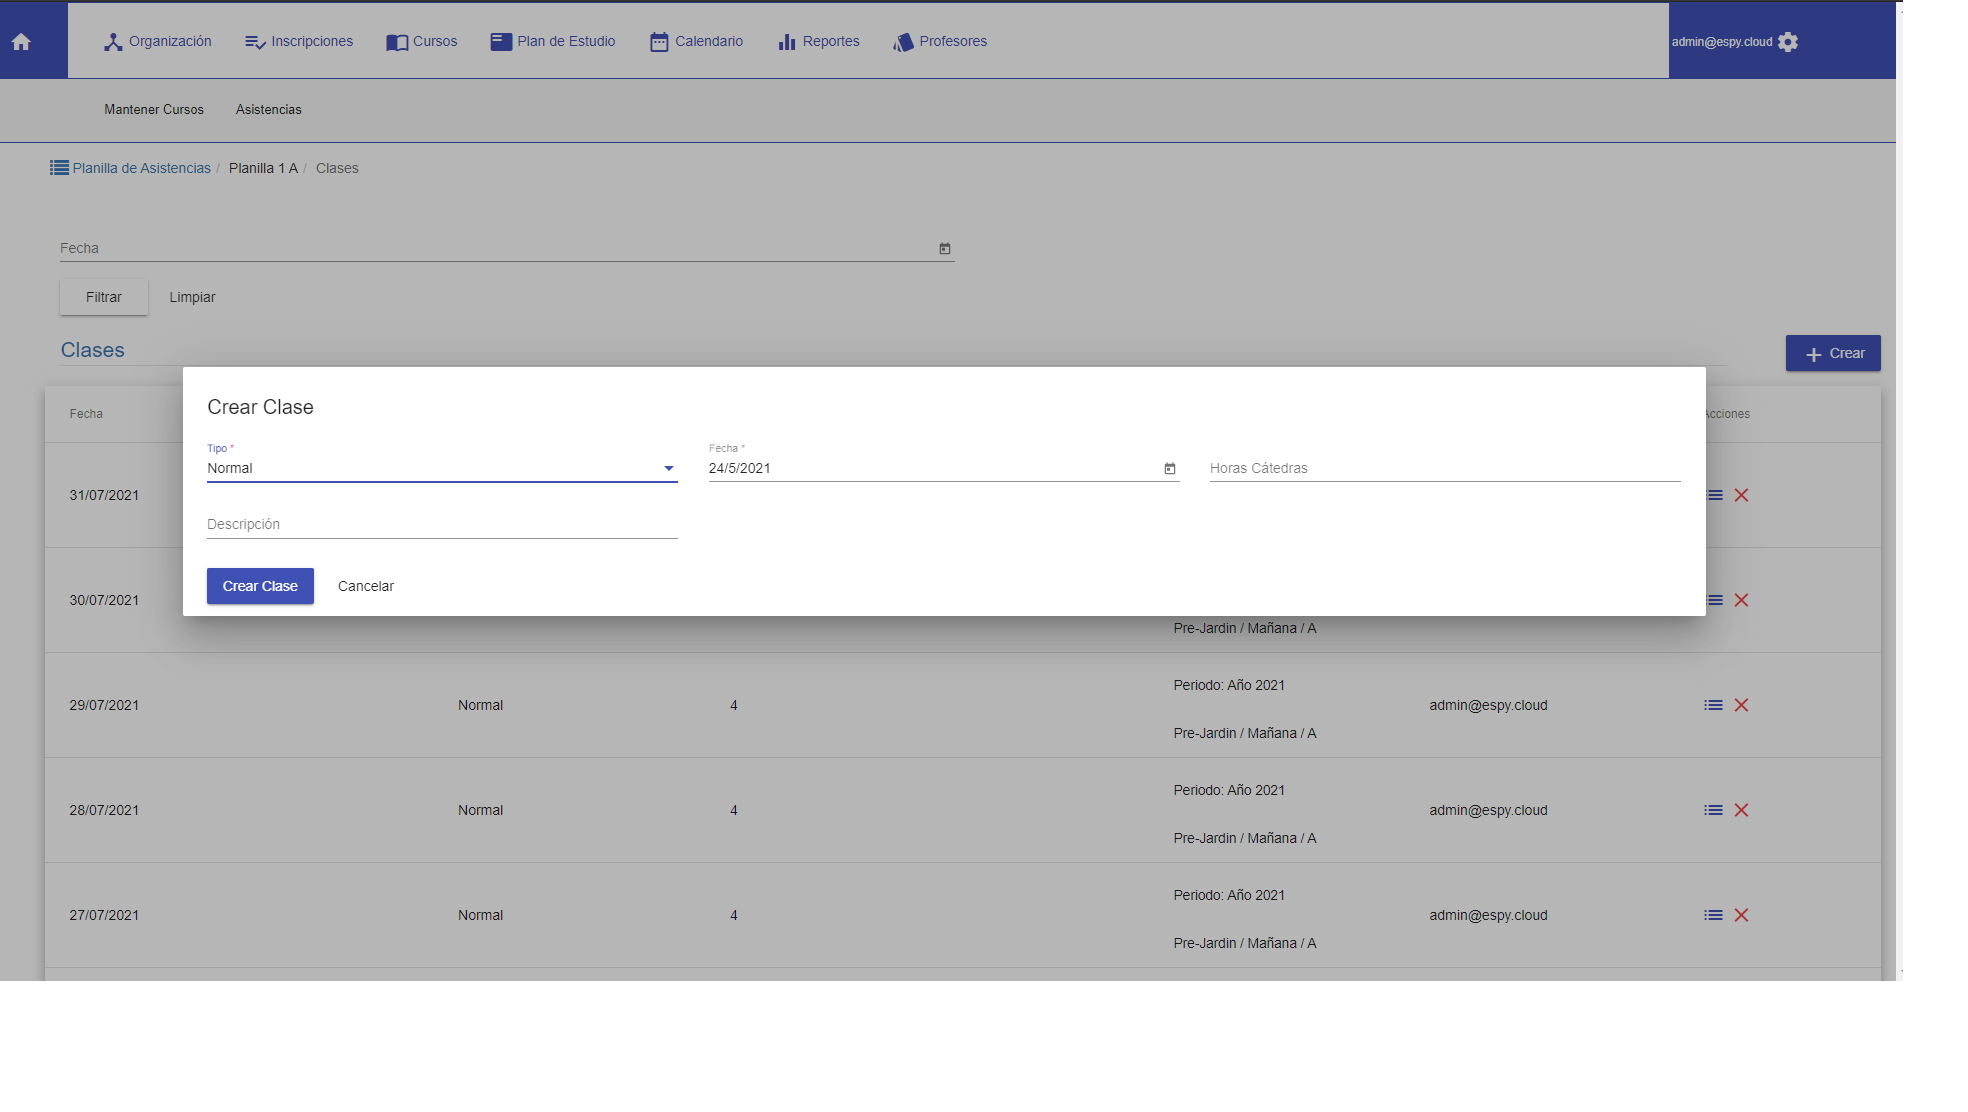 Organización Inscripciones Cursos Plan de Estudio Calendario Reportes Profesores admin@espy.cloud
Mantener Cursos Asistencias
Planilla de Asistencias / Planilla 1 A / Clases
Fecha
Filtrar Limpiar
Clases
Crear
Fecha Acciones
Crear Clase
Tipo * Fecha *
Normal 24/5/2021 Horas Cátedras
Descripción
Crear Clase Cancelar
31/07/2021
30/07/2021
Pre-Jardin / Mañana / A
Periodo: Año 2021
29/07/2021 Normal 4 admin@espy.cloud
Pre-Jardin / Mañana / A
Periodo: Año 2021
28/07/2021 Normal 4 admin@espy.cloud
Pre-Jardin / Mañana / A
Periodo: Año 2021
27/07/2021 Normal 4 admin@espy.cloud
Pre-Jardin / Mañana / A